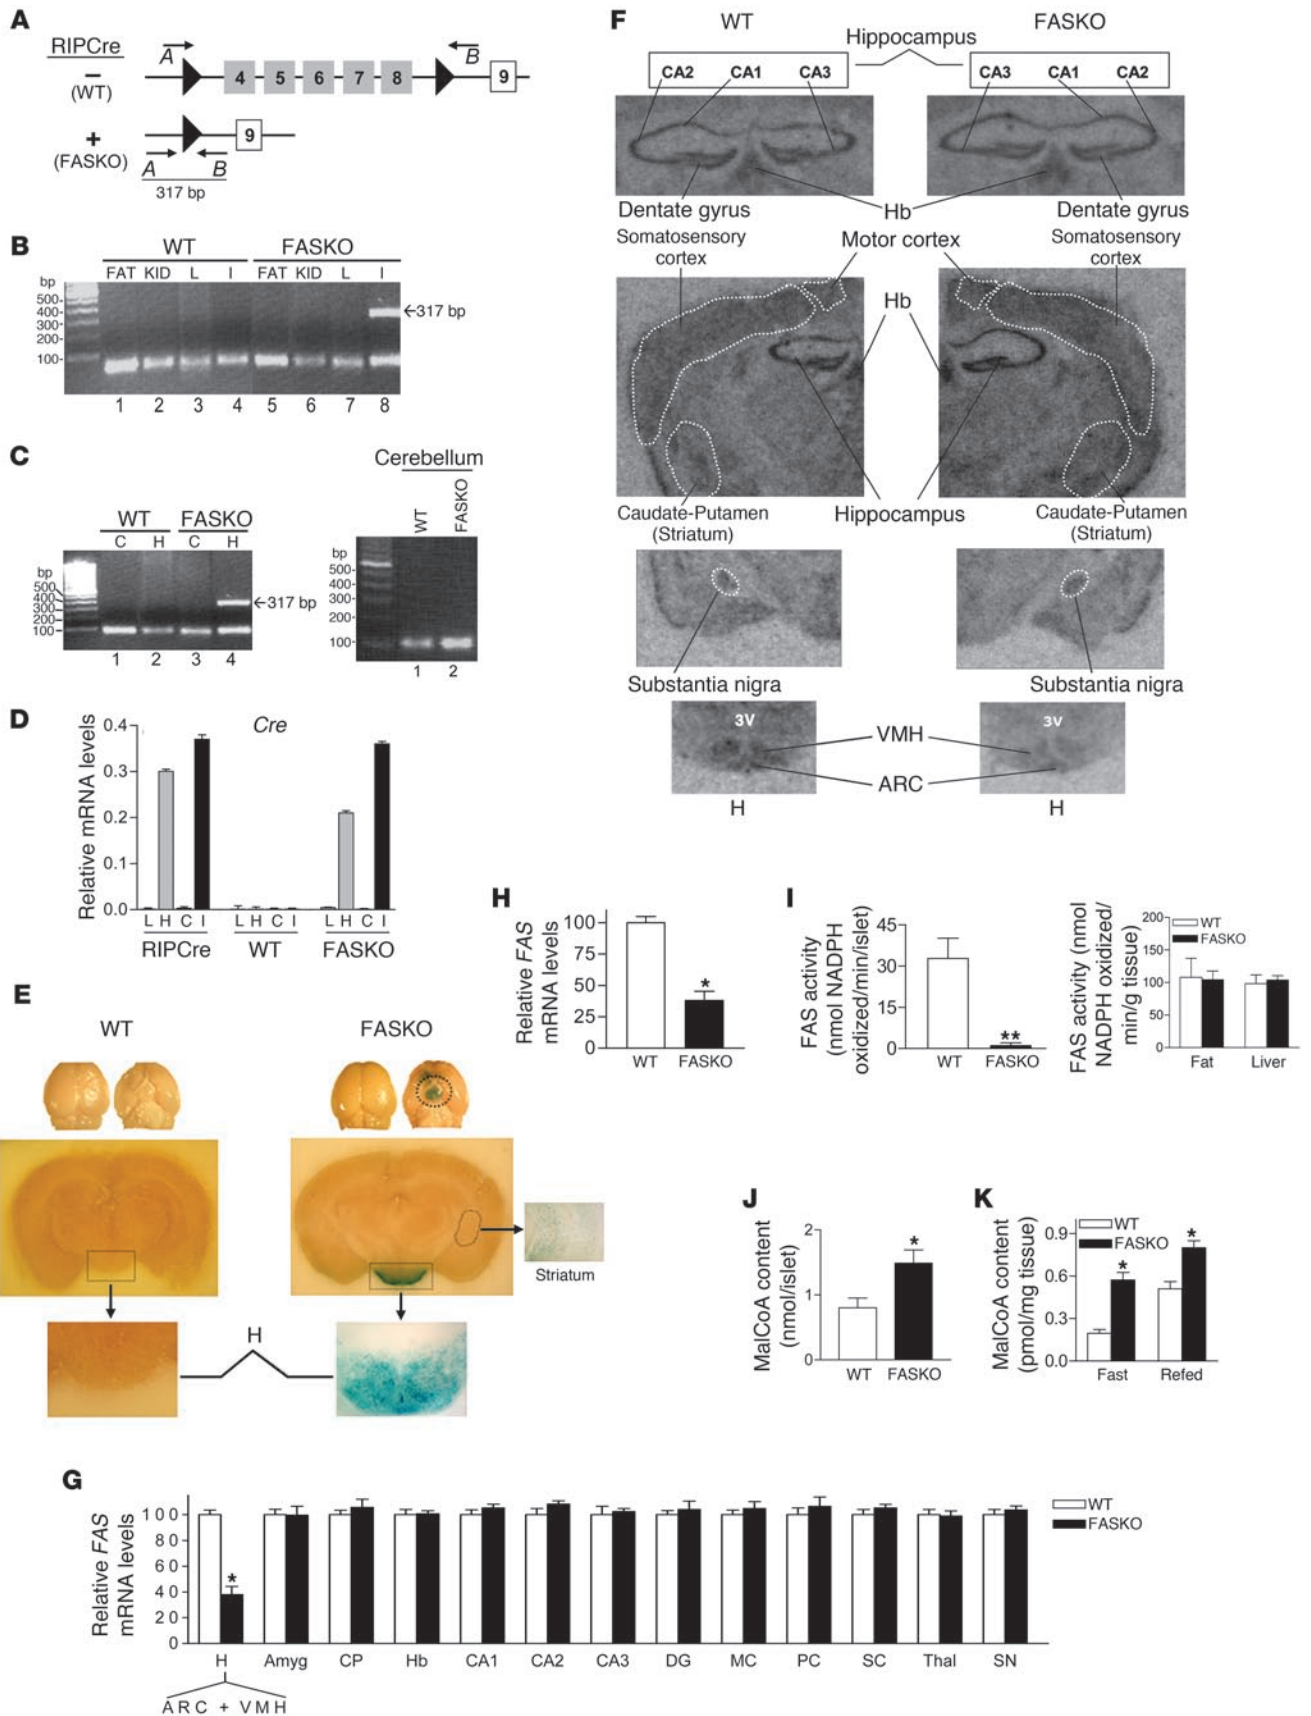 A
RIPCre
−
(WT)
A
B
4 5 6 7 8 9
+
(FASKO)
9
A B
317 bp
B
WT FASKO
FAT KID L I FAT KID L I
bp
500
400
300
200
100
←317 bp
1 2 3 4 5 6 7 8
C
WT FASKO
C H C H
bp
500
400
300
200
100
←317 bp
1 2 3 4
Cerebellum
WT
FASKO
bp
500
400
300
200
100
1 2
D
Cre
Relative mRNA levels
0.4
0.3
0.2
0.1
0.0
L H C I L H C I L H C I
RIPCre WT FASKO
E
WT FASKO
Striatum
H
F
WT FASKO
Hippocampus
CA2 CA1 CA3
CA3 CA1 CA2
Dentate gyrus
Hb
Dentate gyrus
Somatosensory
cortex
Motor cortex
Somatosensory
cortex
Hb
Caudate-Putamen
(Striatum)
Hippocampus
Caudate-Putamen
(Striatum)
Substantia nigra
Substantia nigra
3V
3V
VMH
ARC
H
H
H
Relative FAS
mRNA levels
100
75
50
25
0
*
WT FASKO
I
FAS activity
(nmol NADPH
oxidized/min/islet)
45
30
15
0
**
WT FASKO
FAS activity (nmol
NADPH oxidized/
min/g tissue)
200
150
100
50
0
WT
FASKO
Fat Liver
J
MalCoA content
(nmol/islet)
2
1
0
*
WT FASKO
K
MalCoA content
(pmol/mg tissue)
0.9
0.6
0.3
0.0
WT
FASKO
* *
Fast Refed
G
Relative FAS
mRNA levels
100
80
60
40
20
0
*
WT
FASKO
H Amyg CP Hb CA1 CA2 CA3 DG MC PC SC Thal SN
ARC + VMH